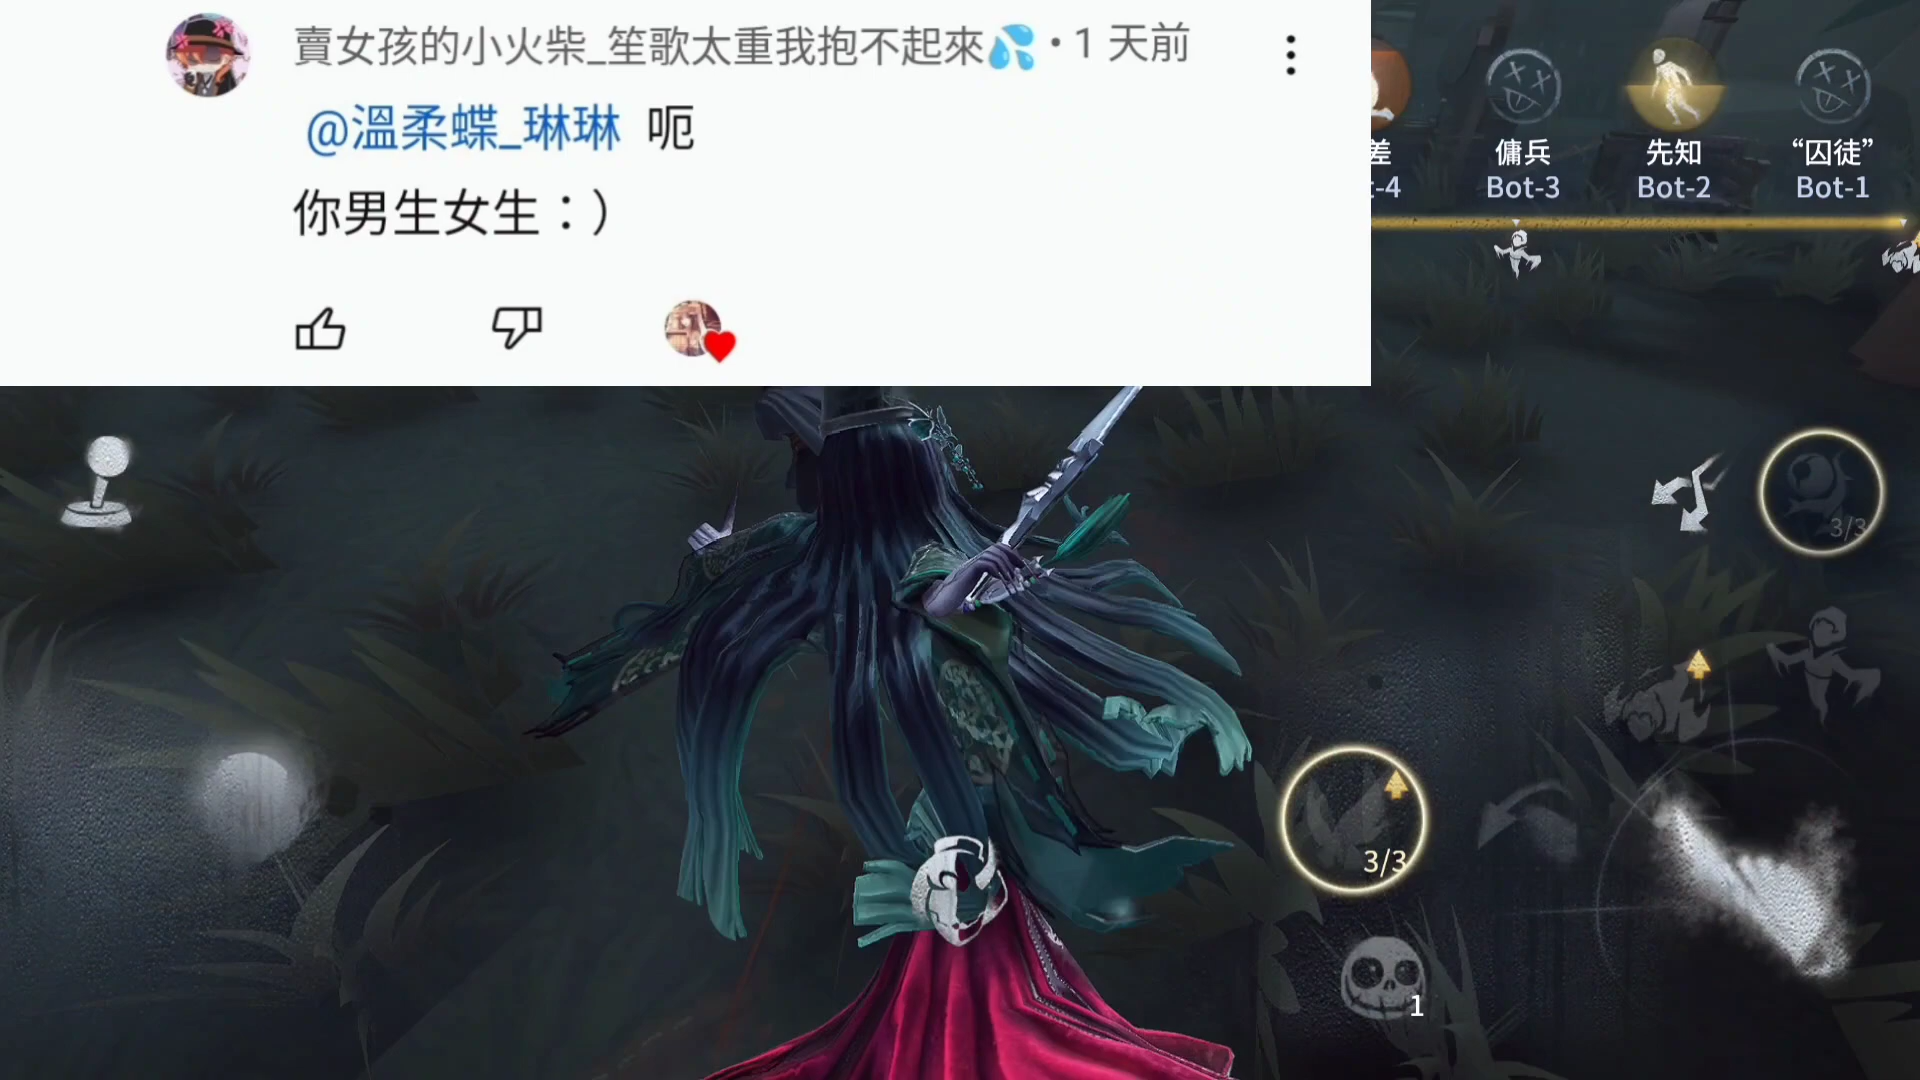 賣女孩的小火柴_笙歌太重我抱不起來💦・1 天前
@溫柔蝶_琳琳 呃
你男生女生：）
差 傭兵 先知 “囚徒”
-4 Bot-3 Bot-2 Bot-1
3/3
3/3
1